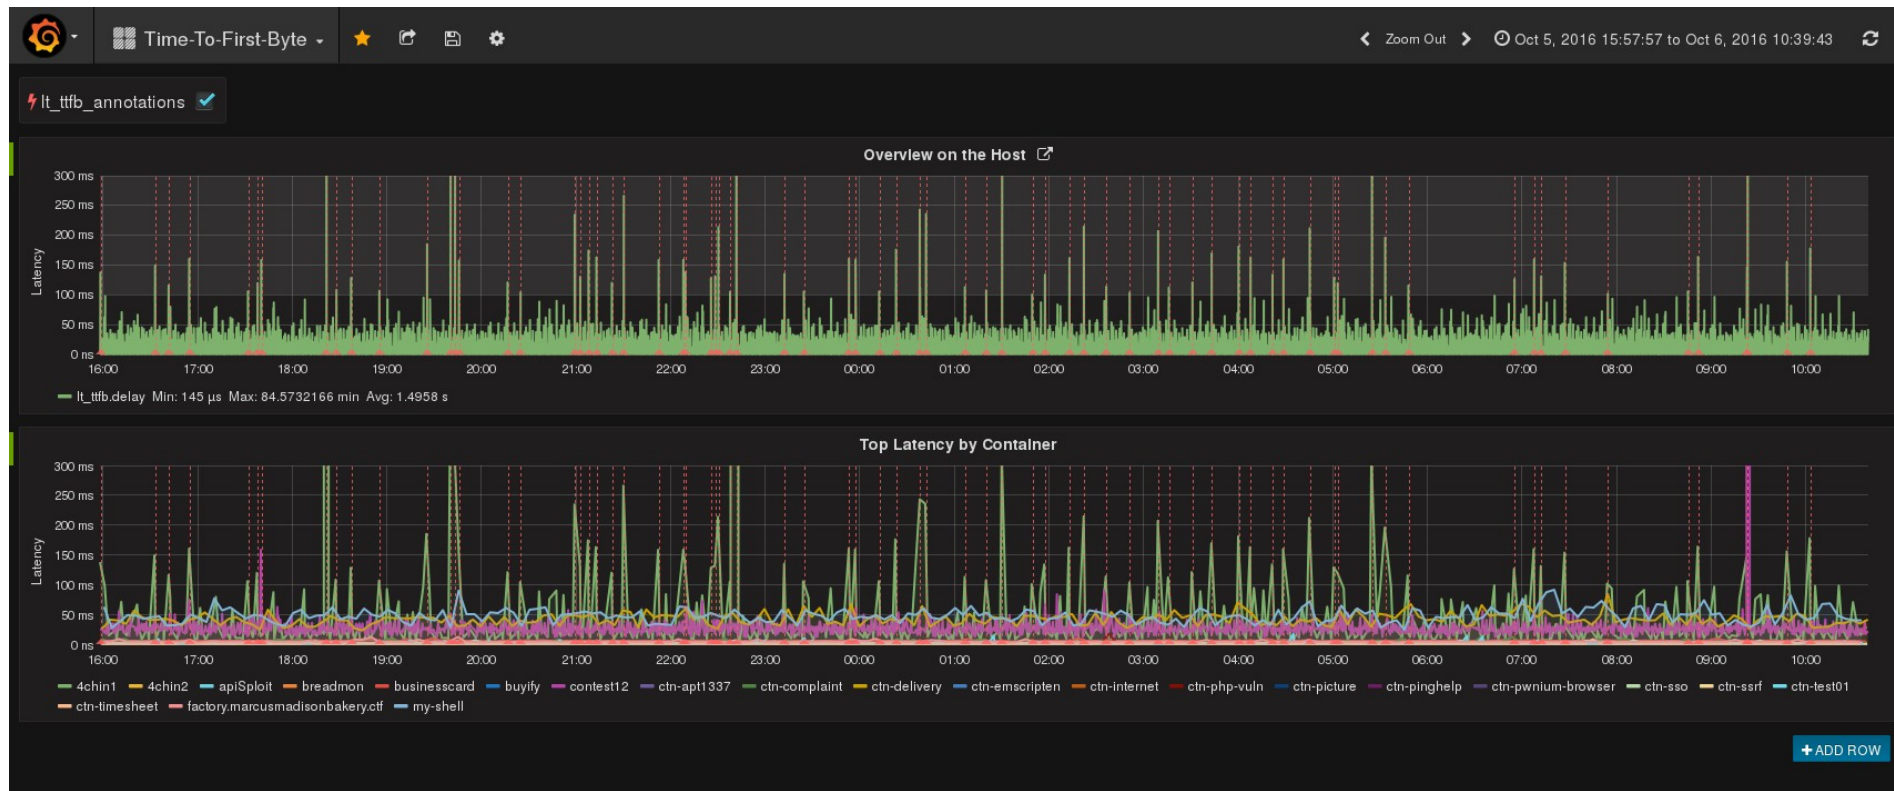 Time-To-First-Byte
Zoom Out
Oct 5, 2016 15:57:57 to Oct 6, 2016 10:39:43
lt_ttfb_annotations
Overview on the Host
Latency
300 ms
250 ms
200 ms
150 ms
100 ms
50 ms
0 ns
16:00 17:00 18:00 19:00 20:00 21:00 22:00 23:00 00:00 01:00 02:00 03:00 04:00 05:00 06:00 07:00 08:00 09:00 10:00
lt_ttfb.delay Min: 145 µs Max: 84.5732166 min Avg: 1.4958 s
Top Latency by Container
Latency
300 ms
250 ms
200 ms
150 ms
100 ms
50 ms
0 ns
16:00 17:00 18:00 19:00 20:00 21:00 22:00 23:00 00:00 01:00 02:00 03:00 04:00 05:00 06:00 07:00 08:00 09:00 10:00
4chin1 4chin2 apiSploit breadmon businesscard buyify contest12 ctn-apt1337 ctn-complaint ctn-delivery ctn-emscripten ctn-internet ctn-php-vuln ctn-picture ctn-pinghelp ctn-pwnium-browser ctn-sso ctn-ssrf ctn-test01
ctn-timesheet factory.marcusmadisonbakery.ctf my-shell
+ADD ROW